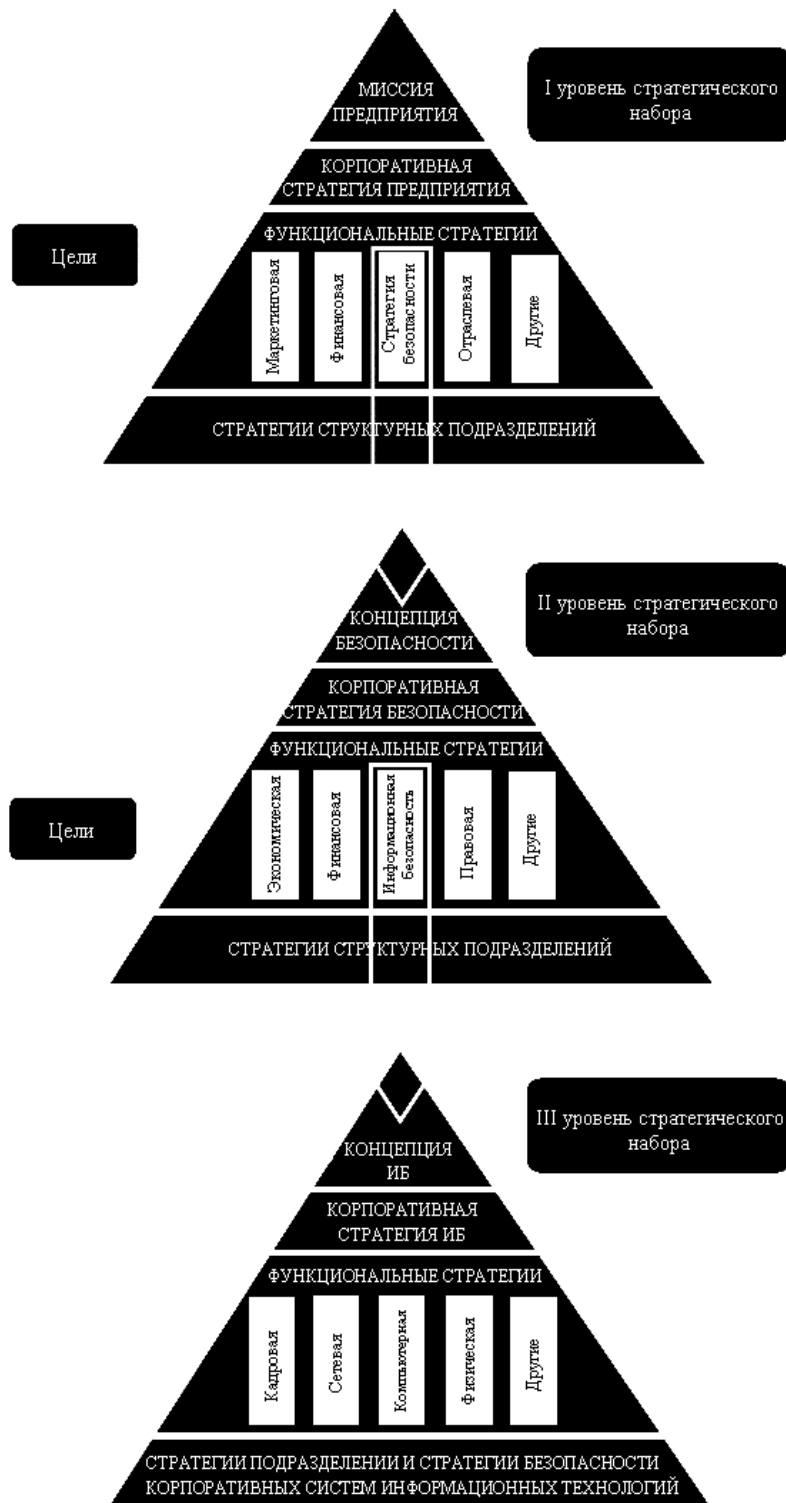 МИССИЯ
ПРЕДПРИЯТИЯ
I уровень стратегического
набора
КОРПОРАТИВНАЯ
СТРАТЕГИЯ ПРЕДПРИЯТИЯ
Цели
ФУНКЦИОНАЛЬНЫЕ СТРАТЕГИИ
Маркетинговая
Финансовая
Стратегия
безопасности
Отраслевая
Другие
СТРАТЕГИИ СТРУКТУРНЫХ ПОДРАЗДЕЛЕНИЙ
КОНЦЕПЦИЯ
БЕЗОПАСНОСТИ
II уровень стратегического
набора
КОРПОРАТИВНАЯ
СТРАТЕГИЯ БЕЗОПАСНОСТИ
Цели
ФУНКЦИОНАЛЬНЫЕ СТРАТЕГИИ
Экономическая
Финансовая
Информационная
безопасность
Правовая
Другие
СТРАТЕГИИ СТРУКТУРНЫХ ПОДРАЗДЕЛЕНИЙ
КОНЦЕПЦИЯ
ИБ
III уровень стратегического
набора
КОРПОРАТИВНАЯ
СТРАТЕГИЯ ИБ
ФУНКЦИОНАЛЬНЫЕ СТРАТЕГИИ
Кадровая
Сетевая
Компьютерная
Физическая
Другие
СТРАТЕГИИ ПОДРАЗДЕЛЕНИИ И СТРАТЕГИИ БЕЗОПАСНОСТИ
КОРПОРАТИВНЫХ СИСТЕМ ИНФОРМАЦИОННЫХ ТЕХНОЛОГИЙ